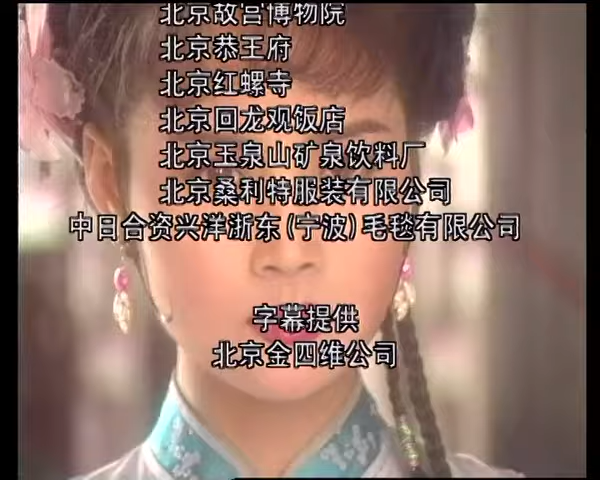 北京故宫博物院
北京恭王府
北京红螺寺
北京回龙观饭店
北京玉泉山矿泉饮料厂
北京桑利特服装有限公司
中日合资兴洋浙东(宁波)毛毯有限公司
字幕提供
北京金四维公司